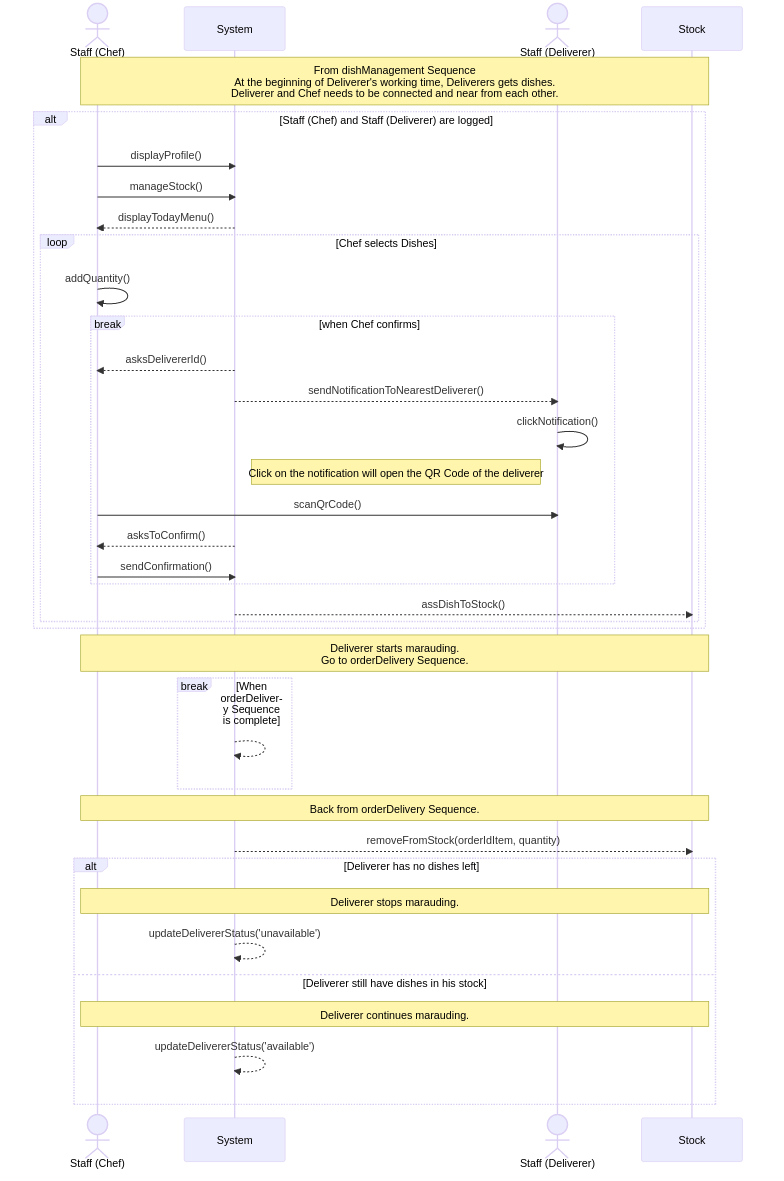 Staff (Chef)
System
Staff (Deliverer)
Stock
From dishManagement Sequence
At the beginning of Deliverer's working time, Deliverers gets dishes.
Deliverer and Chef needs to be connected and near from each other.
alt
[Staff (Chef) and Staff (Deliverer) are logged]
displayProfile()
manageStock()
displayTodayMenu()
loop
[Chef selects Dishes]
addQuantity()
break
[when Chef confirms]
asksDelivererId()
sendNotificationToNearestDeliverer()
clickNotification()
Click on the notification will open the QR Code of the deliverer
scanQrCode()
asksToConfirm()
sendConfirmation()
assDishToStock()
Deliverer starts marauding.
Go to orderDelivery Sequence.
break
[When
orderDeliver-
y Sequence
is complete]
Back from orderDelivery Sequence.
removeFromStock(orderIdItem, quantity)
alt
[Deliverer has no dishes left]
Deliverer stops marauding.
updateDelivererStatus('unavailable')
[Deliverer still have dishes in his stock]
Deliverer continues marauding.
updateDelivererStatus('available')
Staff (Chef)
System
Staff (Deliverer)
Stock